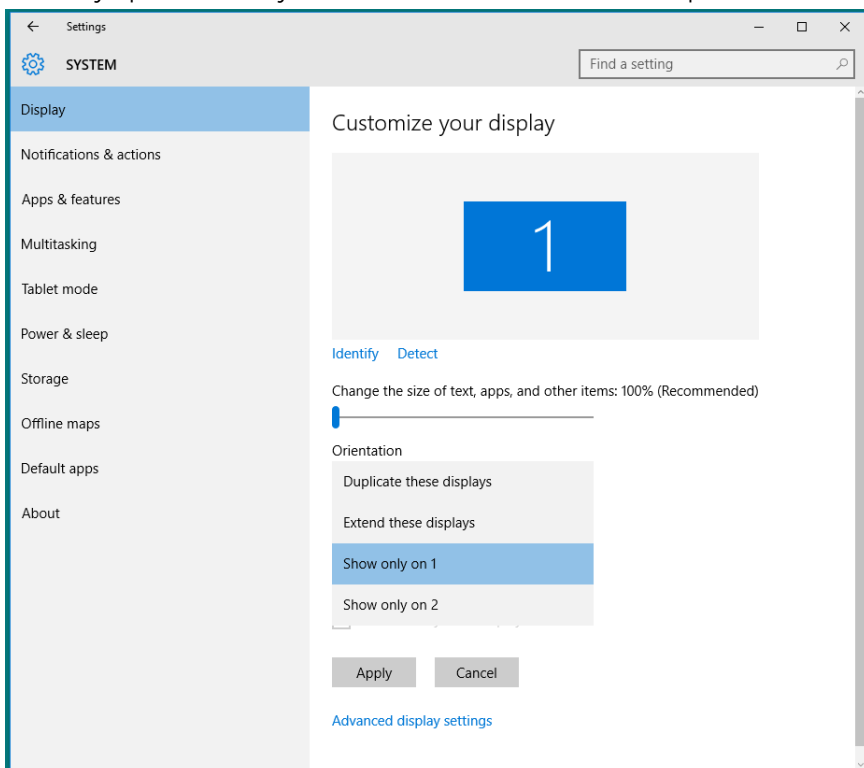 Settings
SYSTEM
Find a setting
Display
Notifications & actions
Apps & features
Multitasking
Tablet mode
Power & sleep
Storage
Offline maps
Default apps
About
Customize your display
1
Identify Detect
Change the size of text, apps, and other items: 100% (Recommended)
Orientation
Duplicate these displays
Extend these displays
Show only on 1
Show only on 2
Apply Cancel
Advanced display settings